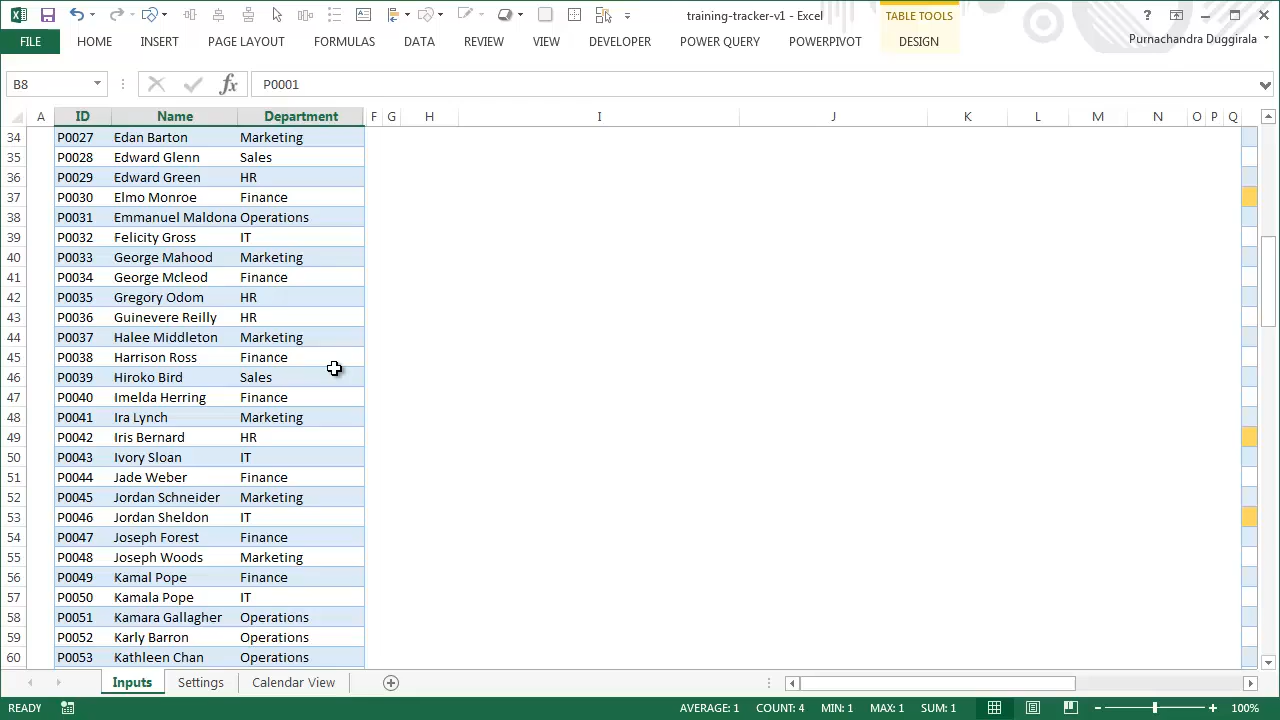 training-tracker-v1 - Excel
TABLE TOOLS
FILE HOME INSERT PAGE LAYOUT FORMULAS DATA REVIEW VIEW DEVELOPER POWER QUERY POWERPIVOT DESIGN
Purnachandra Duggirala
B8 fx P0001
A ID Name Department F G H I J K L M N O P Q
34 P0027 Edan Barton Marketing
35 P0028 Edward Glenn Sales
36 P0029 Edward Green HR
37 P0030 Elmo Monroe Finance
38 P0031 Emmanuel Maldona Operations
39 P0032 Felicity Gross IT
40 P0033 George Mahood Marketing
41 P0034 George Mcleod Finance
42 P0035 Gregory Odom HR
43 P0036 Guinevere Reilly HR
44 P0037 Halee Middleton Marketing
45 P0038 Harrison Ross Finance
46 P0039 Hiroko Bird Sales
47 P0040 Imelda Herring Finance
48 P0041 Ira Lynch Marketing
49 P0042 Iris Bernard HR
50 P0043 Ivory Sloan IT
51 P0044 Jade Weber Finance
52 P0045 Jordan Schneider Marketing
53 P0046 Jordan Sheldon IT
54 P0047 Joseph Forest Finance
55 P0048 Joseph Woods Marketing
56 P0049 Kamal Pope Finance
57 P0050 Kamala Pope IT
58 P0051 Kamara Gallagher Operations
59 P0052 Karly Barron Operations
60 P0053 Kathleen Chan Operations
Inputs Settings Calendar View
READY AVERAGE: 1 COUNT: 4 MIN: 1 MAX: 1 SUM: 1 100%